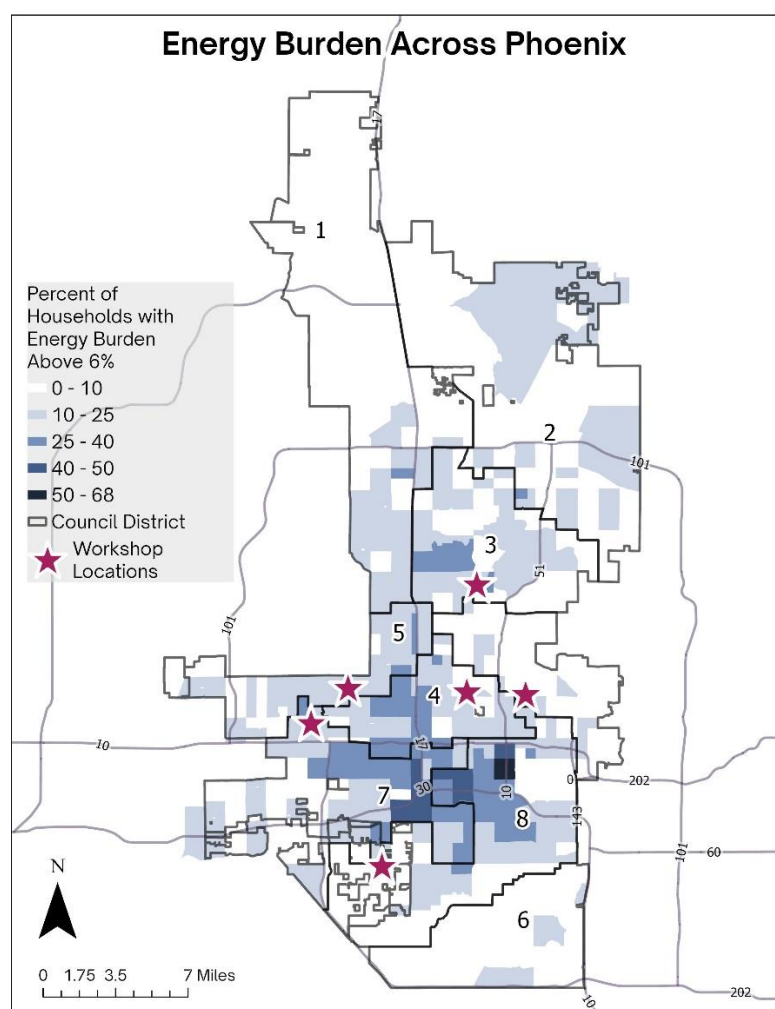 Energy Burden Across Phoenix
17
1
Percent of
Households with
Energy Burden
Above 6%
0 - 10
10 - 25
25 - 40
40 - 50
50 - 68
Council District
Workshop
Locations
2
101
3
51
101
5
4
10
17
0
202
7
30
10
8
143
101
60
N
6
0 1.75 3.5 7 Miles
202
10